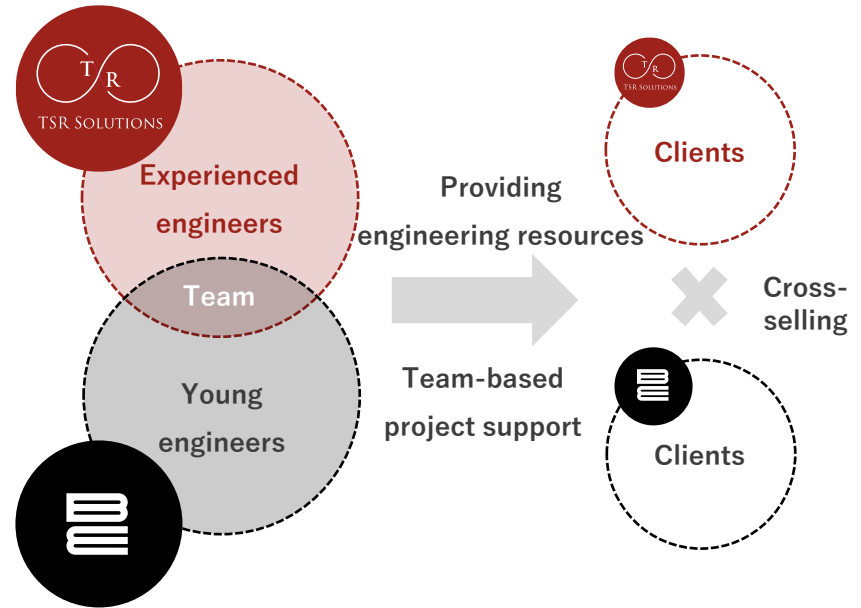 T
R
TSR SOLUTIONS
Experienced
engineers
Team
Young
engineers
Providing
engineering resources
Team-based
project support
T
R
TSR SOLUTIONS
Clients
Cross-
selling
Clients